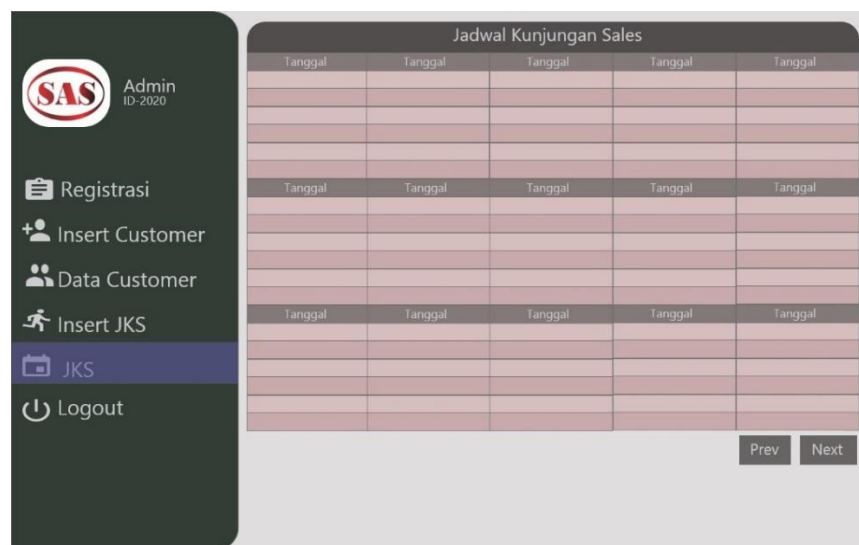 Jadwal Kunjungan Sales
SAS
Admin
ID-2020
Registrasi
Insert Customer
Data Customer
Insert JKS
JKS
Logout
Tanggal Tanggal Tanggal Tanggal Tanggal
Tanggal Tanggal Tanggal Tanggal Tanggal
Tanggal Tanggal Tanggal Tanggal Tanggal
Prev Next